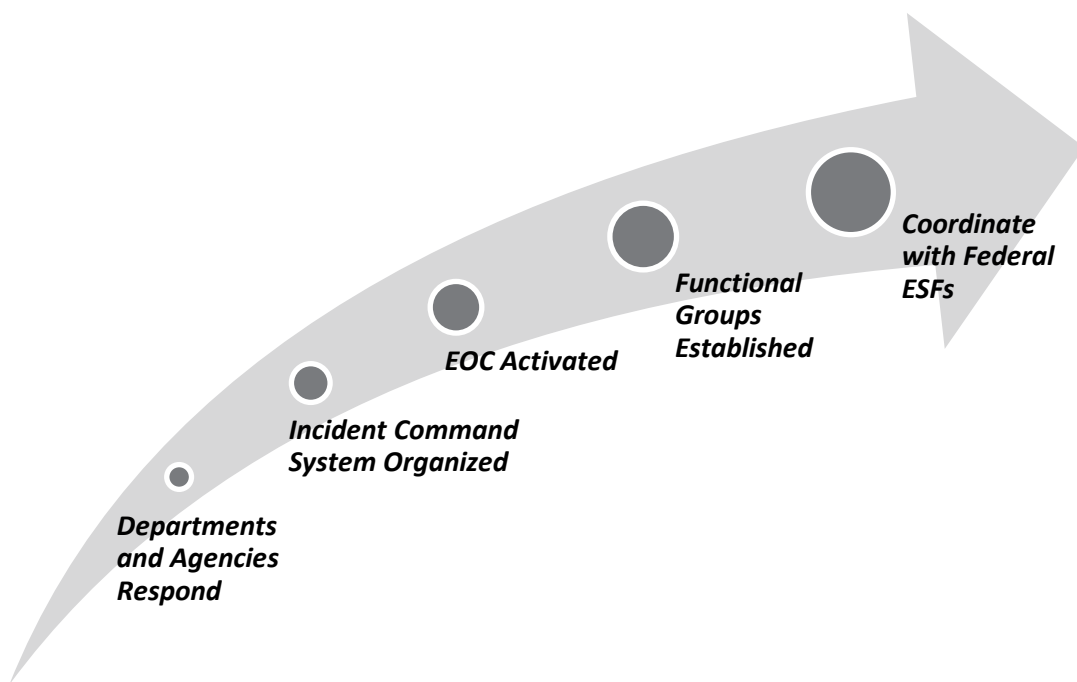 Departments
and Agencies
Respond
Incident Command
System Organized
EOC Activated
Functional
Groups
Established
Coordinate
with Federal
ESFs